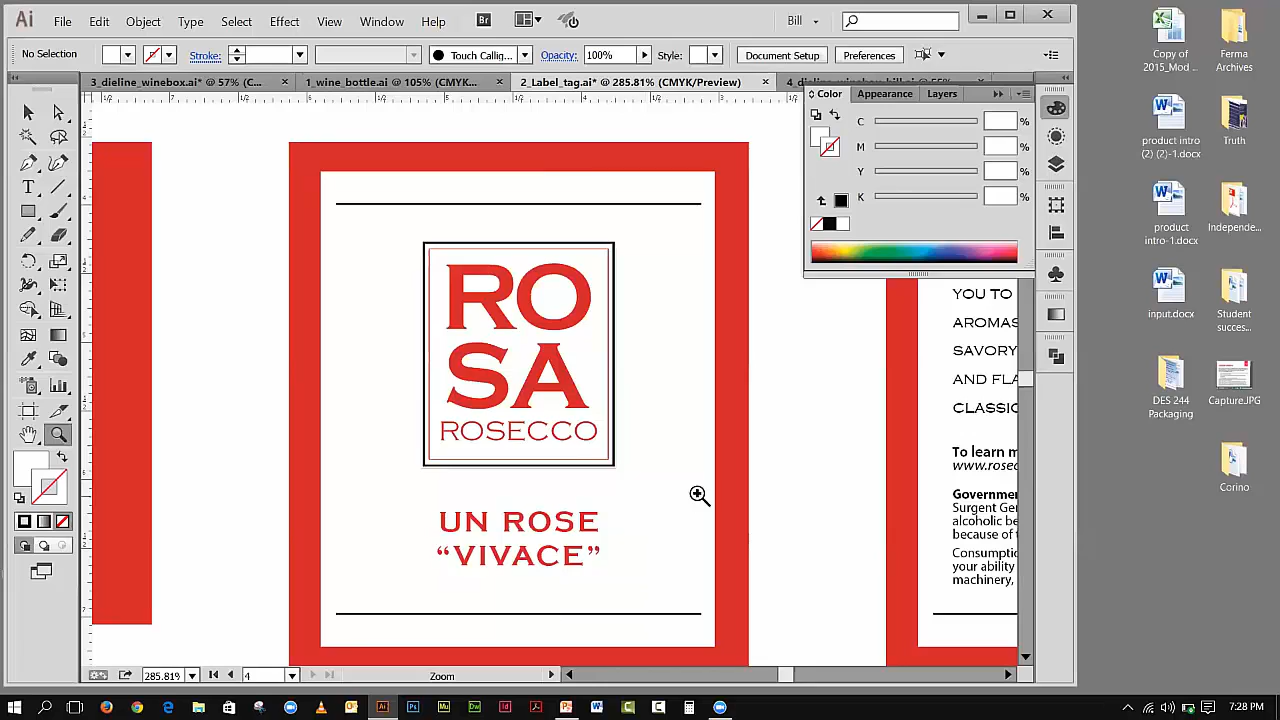 Ai File Edit Object Type Select Effect View Window Help Br Bill
No Selection Stroke: Touch Callig... Opacity: 100% Style: Document Setup Preferences
3_dieline_winebox.ai* @ 57% (C... × 1_wine_bottle.ai @ 105% (CMYK... × 2_Label_tag.ai* @ 285.81% (CMYK/Preview) ×
Color Appearance Layers
C %
M %
Y %
K %
RO
SA
ROSECCO
UN ROSE
“VIVACE”
YOU TO
AROMAS
SAVORY
AND FLA
CLASSIC
To learn m
www.rosec
Governmen
Surgent Ger
alcoholic be
because of t
Consumptio
your ability
machinery,
285.81% 4 Zoom
Copy of
2015_Mod ...
Ferma
Archives
product intro
(2) (2)-1.docx
Truth
product
intro-1.docx
Independe...
input.docx
Student
succes...
DES 244
Packaging
Capture.JPG
Corino
7:28 PM